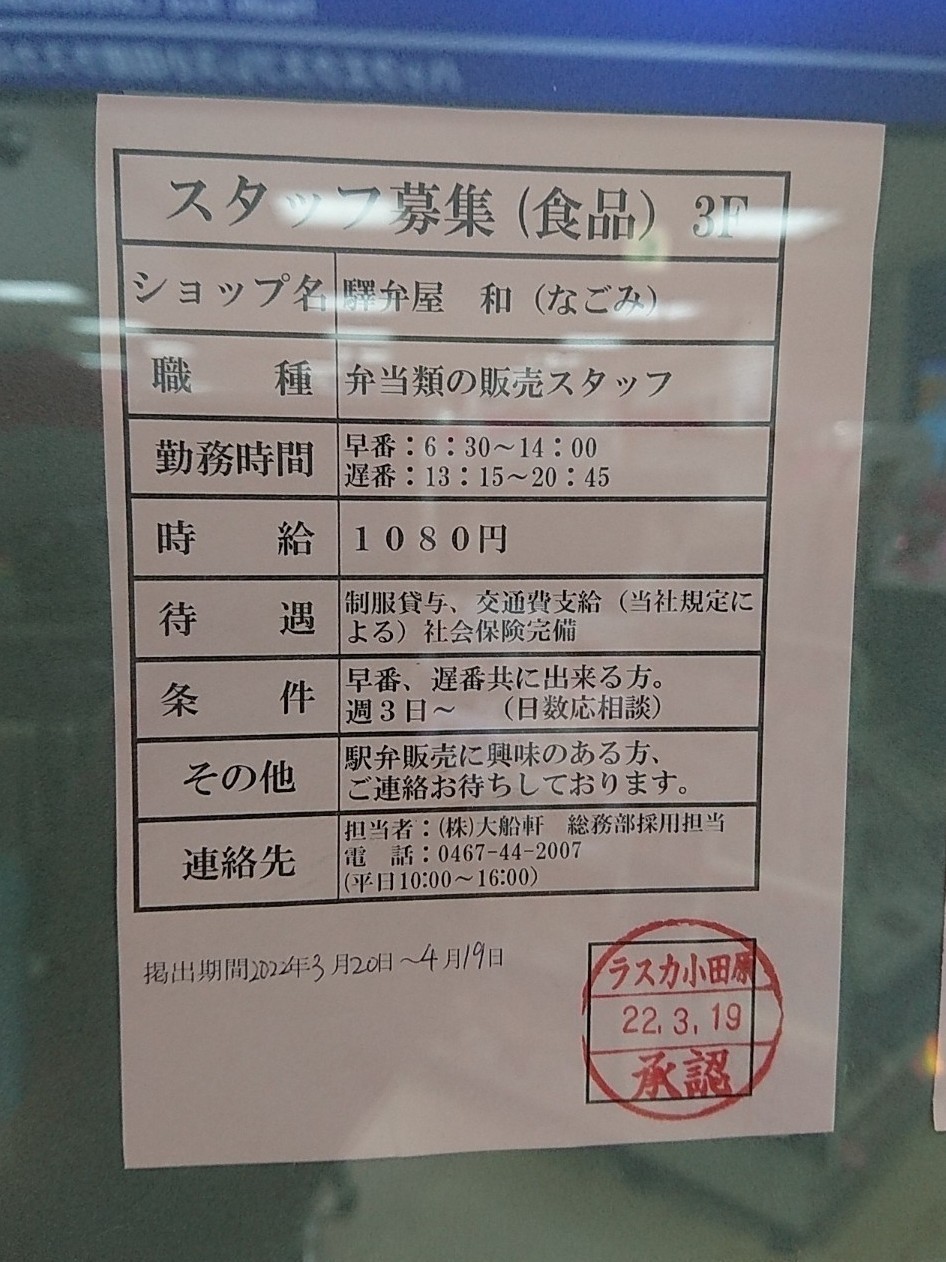 スタッフ募集（食品） 3F
ショップ名 驛弁屋　和（なごみ）
職　種 弁当類の販売スタッフ
勤務時間 早番：6：30～14：00
遅番：13：15～20：45
時　給 １０８０円
待　遇 制服貸与、交通費支給（当社規定に
よる）社会保険完備
条　件 早番、遅番共に出来る方。
週３日～　（日数応相談）
その他 駅弁販売に興味のある方、
ご連絡お待ちしております。
連絡先 担当者：(株)大船軒　総務部採用担当
電　話：0467-44-2007
(平日10:00～16:00)
掲出期間2022年3月20日～4月19日
ラスカ小田原
22.3.19
承認